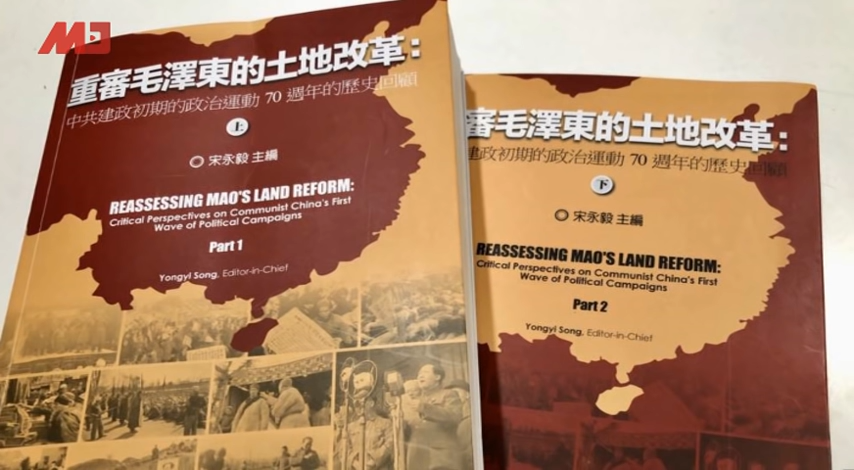 重審毛澤東的土地改革：
中共建政初期的政治運動 70 週年的歷史回顧
上
◎ 宋永毅 主編
REASSESSING MAO'S LAND REFORM:
Critical Perspectives on Communist China's First
Wave of Political Campaigns
Part 1
Yongyi Song, Editor-in-Chief
審毛澤東的土地改革：
建政初期的政治運動 70 週年的歷史回顧
下
◎ 宋永毅 主編
REASSESSING MAO'S LAND REFORM:
Critical Perspectives on Communist China's First
Wave of Political Campaigns
Part 2
Yongyi Song, Editor-in-Chief